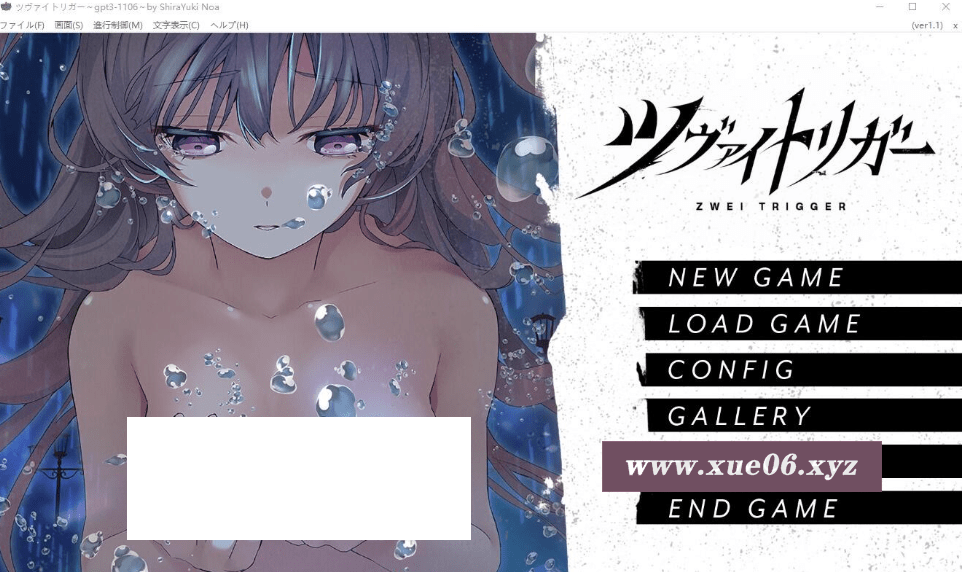 ツヴァイトリガー～gpt3-1106～by ShiraYuki Noa
ファイル(F) 画面(S) 進行制御(M) 文字表示(C) ヘルプ(H) (ver1.1) x
ツヴァイトリガー
ZWEI TRIGGER
NEW GAME
LOAD GAME
CONFIG
GALLERY
www.xue06.xyz
END GAME